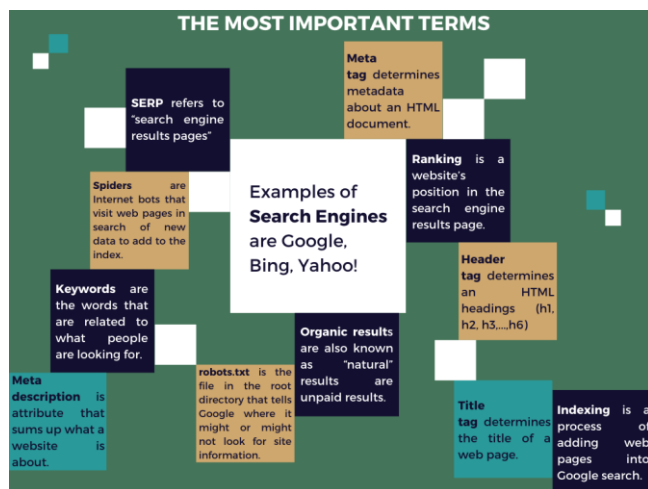 THE MOST IMPORTANT TERMS
Meta
tag determines
metadata
about an HTML
document.
SERP refers to
"search engine
results pages"
Ranking is a
website's
position in the
search engine
results page.
Examples of
Search Engines
are Google,
Bing, Yahoo!
Spiders are
Internet bots that
visit web pages in
search of new
data to add to the
index.
Header
tag determines
an HTML
headings (h1,
h2, h3,...,h6)
Keywords are
the words that
are related to
what people
are looking for.
Organic results
are also known
as "natural"
results are
unpaid results.
robots.txt is the
file in the root
directory that tells
Google where it
might or might
not look for site
information.
Meta
description is
attribute that
sums up what a
website is
about.
Title
tag determines
the title of a
web page.
Indexing is a
process of
adding web
pages into
Google search.